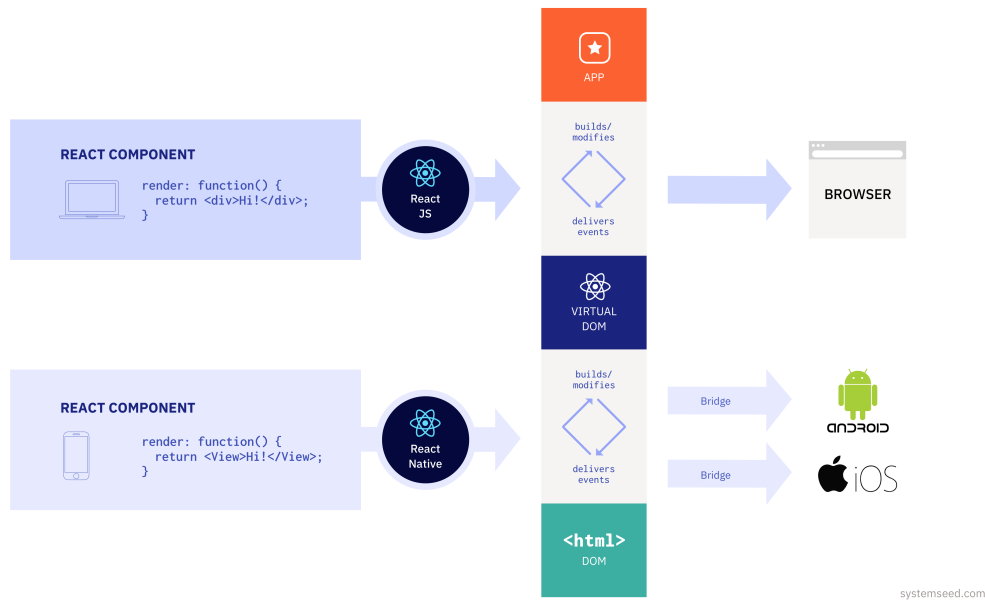 APP
builds/
modifies
delivers
events
REACT COMPONENT
render: function() {
return <div>Hi!</div>;
}
React
JS
BROWSER
VIRTUAL
DOM
REACT COMPONENT
render: function() {
return <View>Hi!</View>;
}
React
Native
builds/
modifies
delivers
events
Bridge
ANDROID
Bridge
iOS
<html>
DOM
systemseed.com